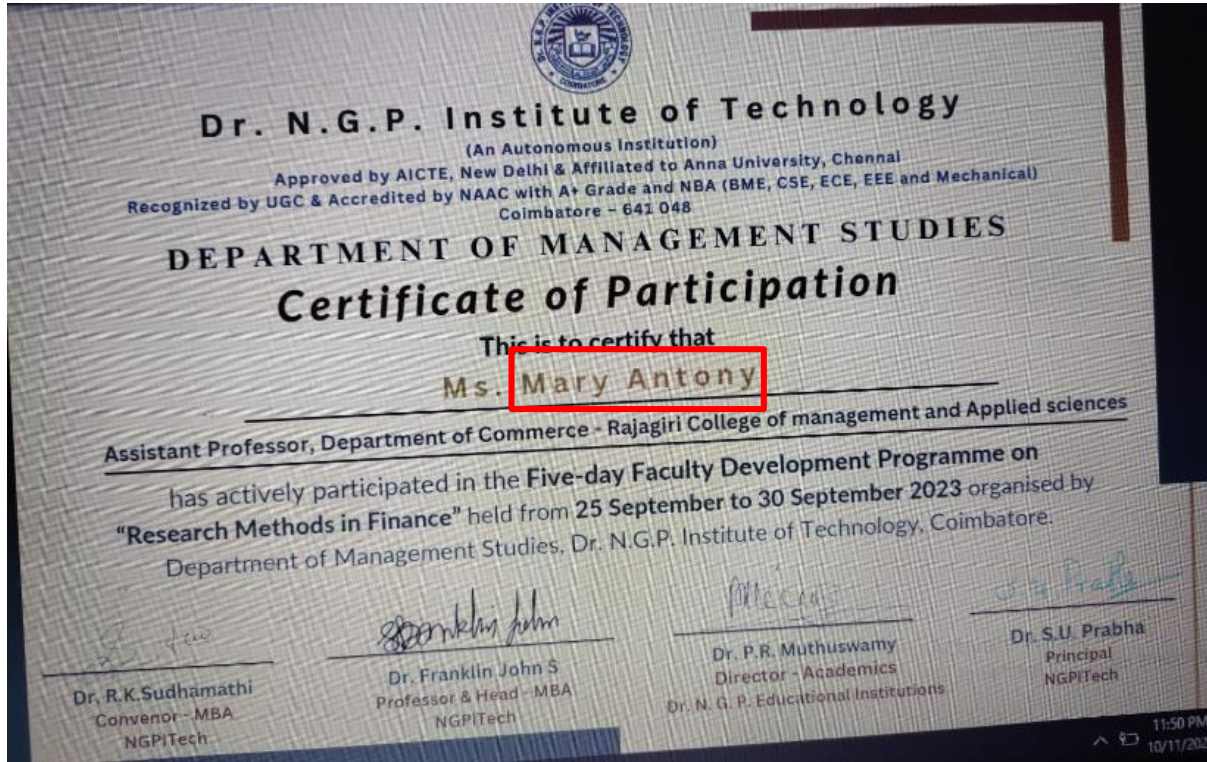 Dr. N.G.P. Institute of Technology
(An Autonomous Institution)
Approved by AICTE, New Delhi & Affiliated to Anna University, Chennai
Recognized by UGC & Accredited by NAAC with A+ Grade and NBA (BME, CSE, ECE, EEE and Mechanical)
Coimbatore – 641 048
DEPARTMENT OF MANAGEMENT STUDIES
Certificate of Participation
This is to certify that
Ms. Mary Antony
Assistant Professor, Department of Commerce - Rajagiri College of management and Applied sciences
has actively participated in the Five-day Faculty Development Programme on
"Research Methods in Finance" held from 25 September to 30 September 2023 organised by
Department of Management Studies, Dr. N.G.P. Institute of Technology, Coimbatore.
Dr. R.K.Sudhamathi
Convenor - MBA
NGPITech
Dr. Franklin John S
Professor & Head - MBA
NGPITech
Dr. P.R. Muthuswamy
Director - Academics
Dr. N. G. P. Educational Institutions
Dr. S.U. Prabha
Principal
NGPITech
11:50 PM